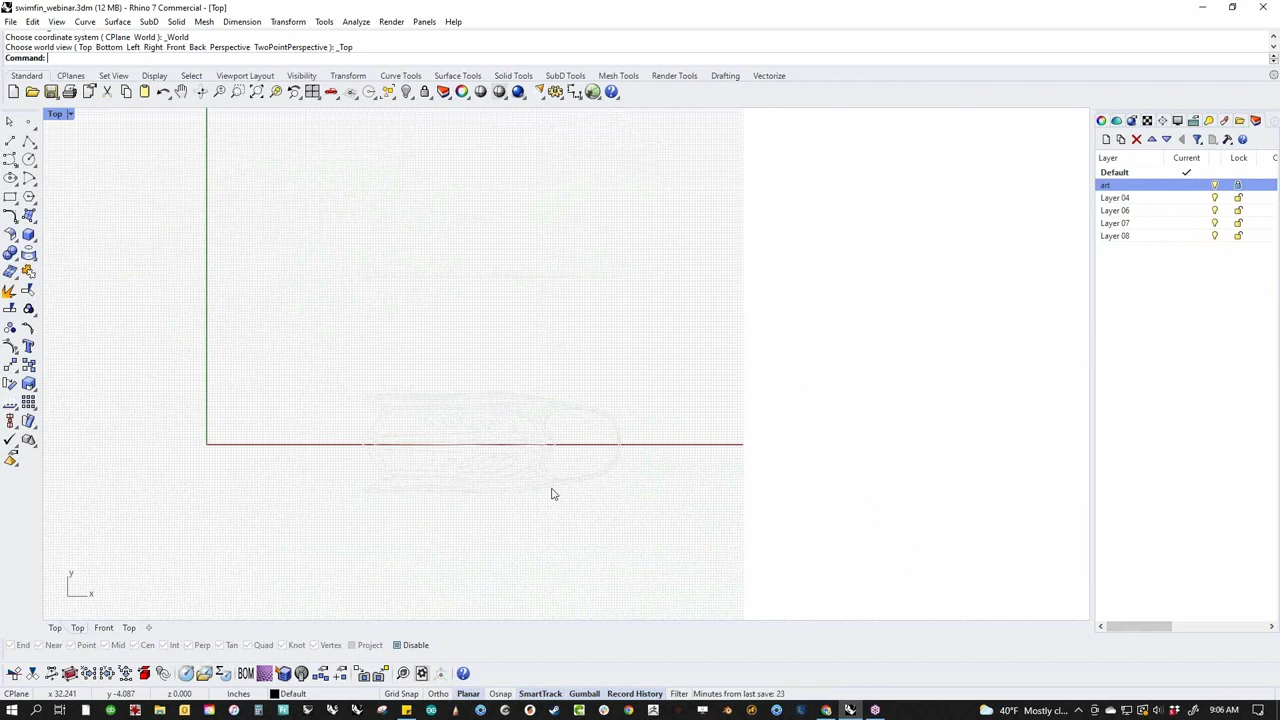 swimfin_webinar.3dm (12 MB) - Rhino 7 Commercial - [Top]
File Edit View Curve Surface SubD Solid Mesh Dimension Transform Tools Analyze Render Panels Help
Choose coordinate system ( CPlane World ): _World
Choose world view ( Top Bottom Left Right Front Back Perspective TwoPointPerspective ): _Top
Command:
Standard CPlanes Set View Display Select Viewport Layout Visibility Transform Curve Tools Surface Tools Solid Tools SubD Tools Mesh Tools Render Tools Drafting Vectorize
Top
Layer Current Lock C
Default
art
Layer 04
Layer 06
Layer 07
Layer 08
y
x
Top Top Front Top
End Near Point Mid Cen Int Perp Tan Quad Knot Vertex Project Disable
BOM
CPlane x 32.241 y -4.087 z 0.000 Inches Default Grid Snap Ortho Planar Osnap SmartTrack Gumball Record History Filter Minutes from last save: 23
40°F Mostly cl 9:06 AM